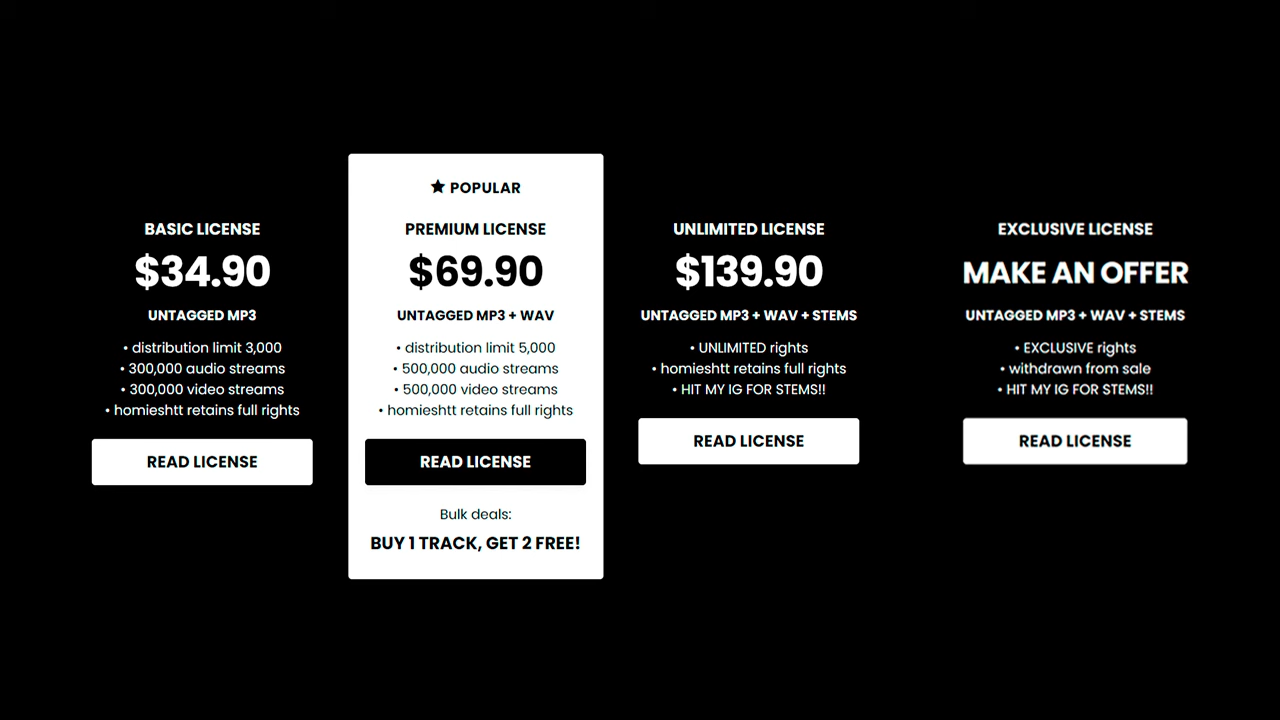 BASIC LICENSE
$34.90
UNTAGGED MP3
• distribution limit 3,000
• 300,000 audio streams
• 300,000 video streams
• homieshtt retains full rights
READ LICENSE
★ POPULAR
PREMIUM LICENSE
$69.90
UNTAGGED MP3 + WAV
• distribution limit 5,000
• 500,000 audio streams
• 500,000 video streams
• homieshtt retains full rights
READ LICENSE
Bulk deals:
BUY 1 TRACK, GET 2 FREE!
UNLIMITED LICENSE
$139.90
UNTAGGED MP3 + WAV + STEMS
• UNLIMITED rights
• homieshtt retains full rights
• HIT MY IG FOR STEMS!!
READ LICENSE
EXCLUSIVE LICENSE
MAKE AN OFFER
UNTAGGED MP3 + WAV + STEMS
• EXCLUSIVE rights
• withdrawn from sale
• HIT MY IG FOR STEMS!!
READ LICENSE